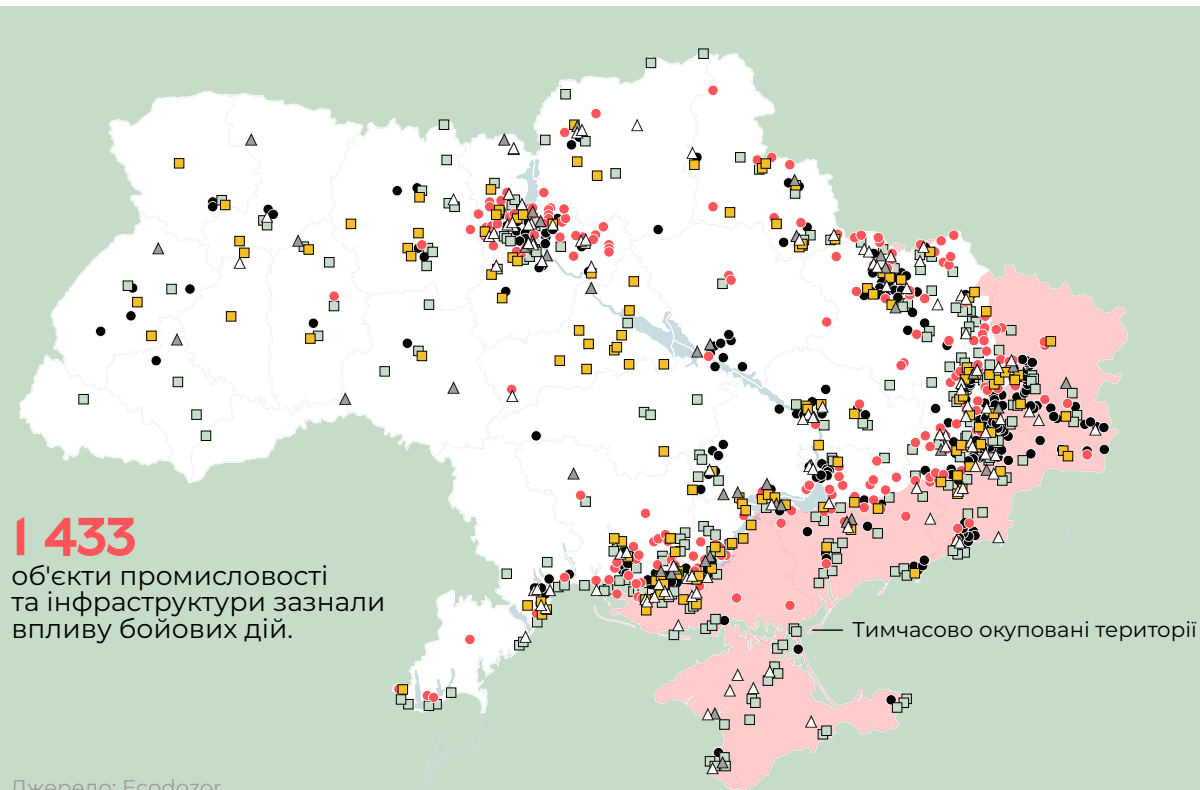 1 433
об'єкти промисловості
та інфраструктури зазнали
впливу бойових дій.
Тимчасово окуповані території
Джерело: Ecodozor